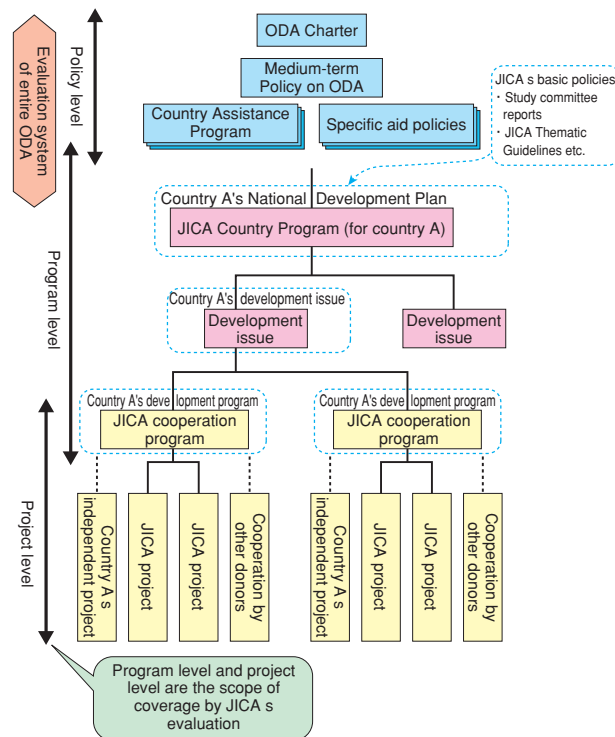 Evaluation system
of entire ODA
Policy level
ODA Charter
Medium-term
Policy on ODA
Country Assistance
Program
Specific aid policies
JICA s basic policies
・ Study committee
reports
・ JICA Thematic
Guidelines etc.
Country A's National Development Plan
JICA Country Program (for country A)
Program level
Country A's development issue
Development
issue
Development
issue
Country A's development program
JICA cooperation
program
Country A's development program
JICA cooperation
program
Project level
Country A s
independent project
JICA project
JICA project
Cooperation by
other donors
Country A s
independent project
JICA project
JICA project
Cooperation by
other donors
Program level and project
level are the scope of
coverage by JICA s
evaluation